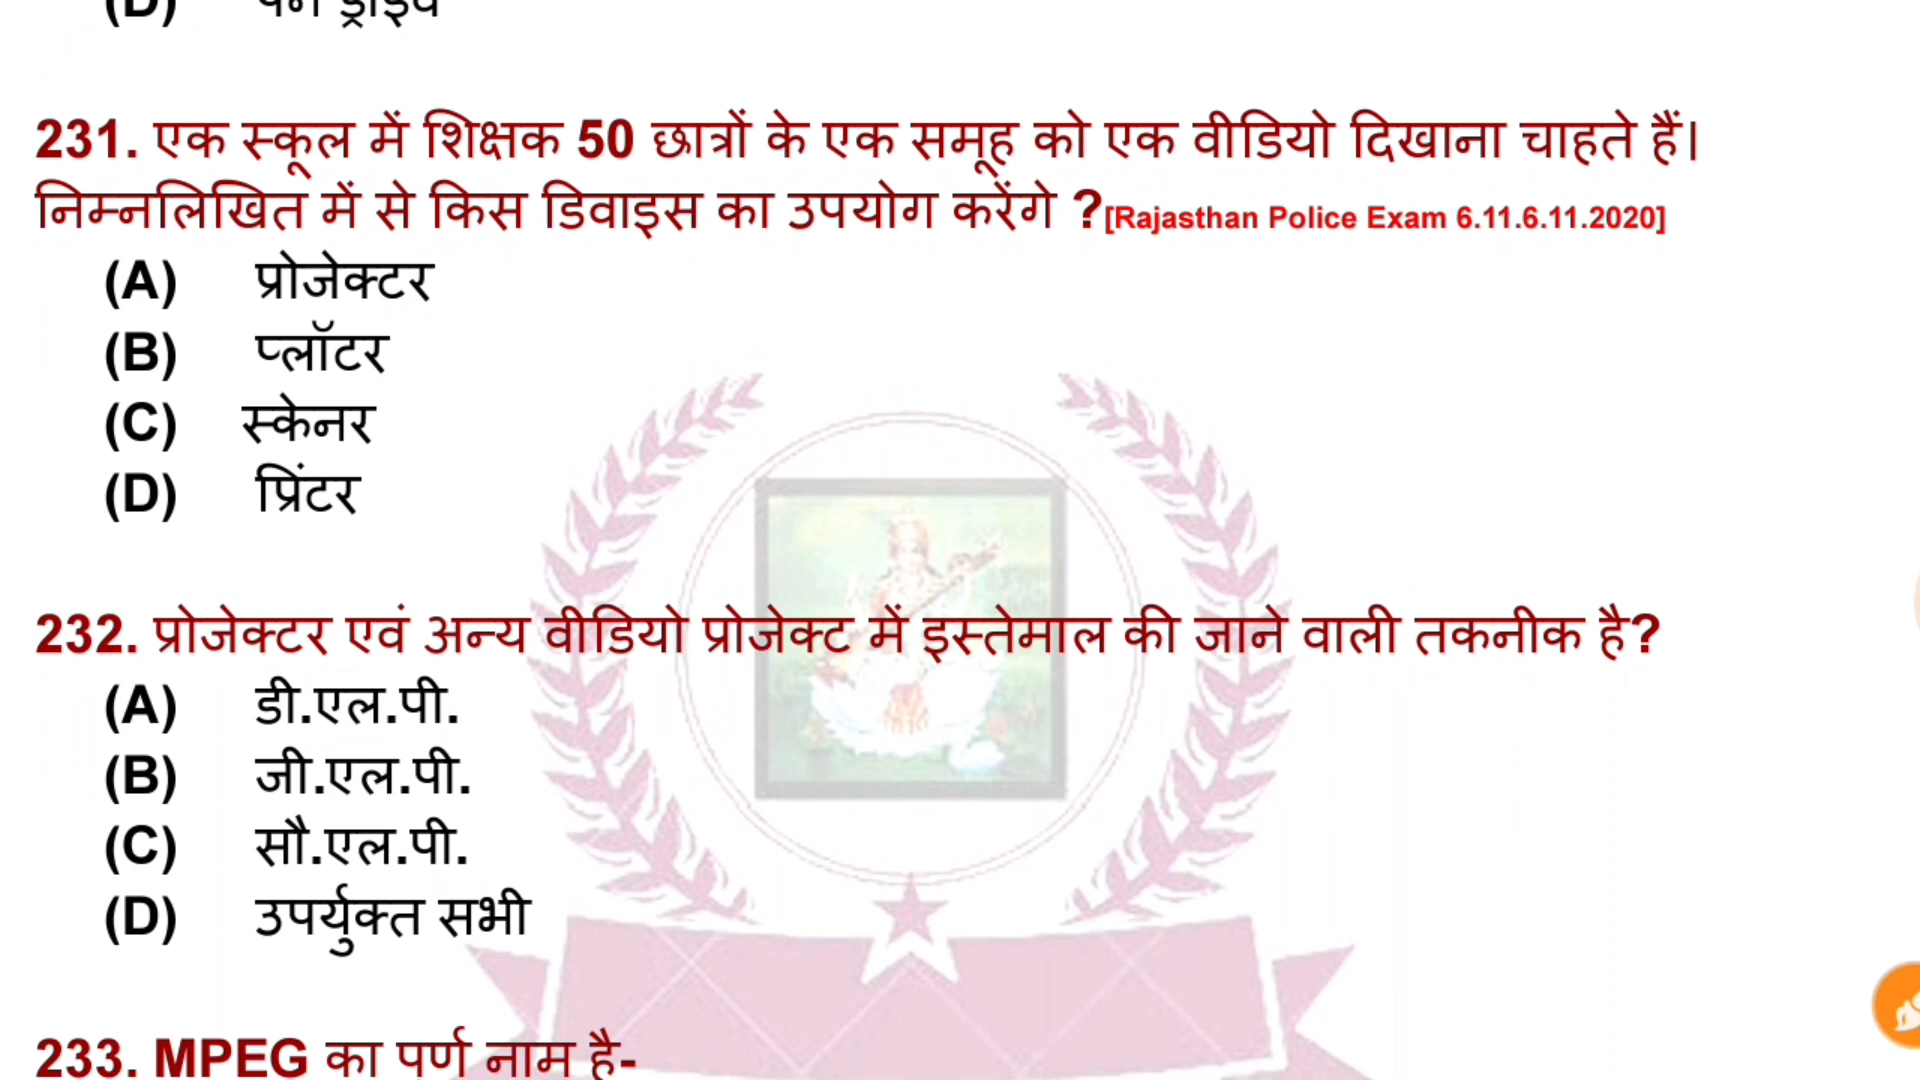 (D) पेन ड्राइव
231. एक स्कूल में शिक्षक 50 छात्रों के एक समूह को एक वीडियो दिखाना चाहते हैं।
निम्नलिखित में से किस डिवाइस का उपयोग करेंगे ?[Rajasthan Police Exam 6.11.6.11.2020]
(A) प्रोजेक्टर
(B) प्लॉटर
(C) स्केनर
(D) प्रिंटर
232. प्रोजेक्टर एवं अन्य वीडियो प्रोजेक्ट में इस्तेमाल की जाने वाली तकनीक है?
(A) डी.एल.पी.
(B) जी.एल.पी.
(C) सौ.एल.पी.
(D) उपर्युक्त सभी
233. MPEG का पूर्ण नाम है-